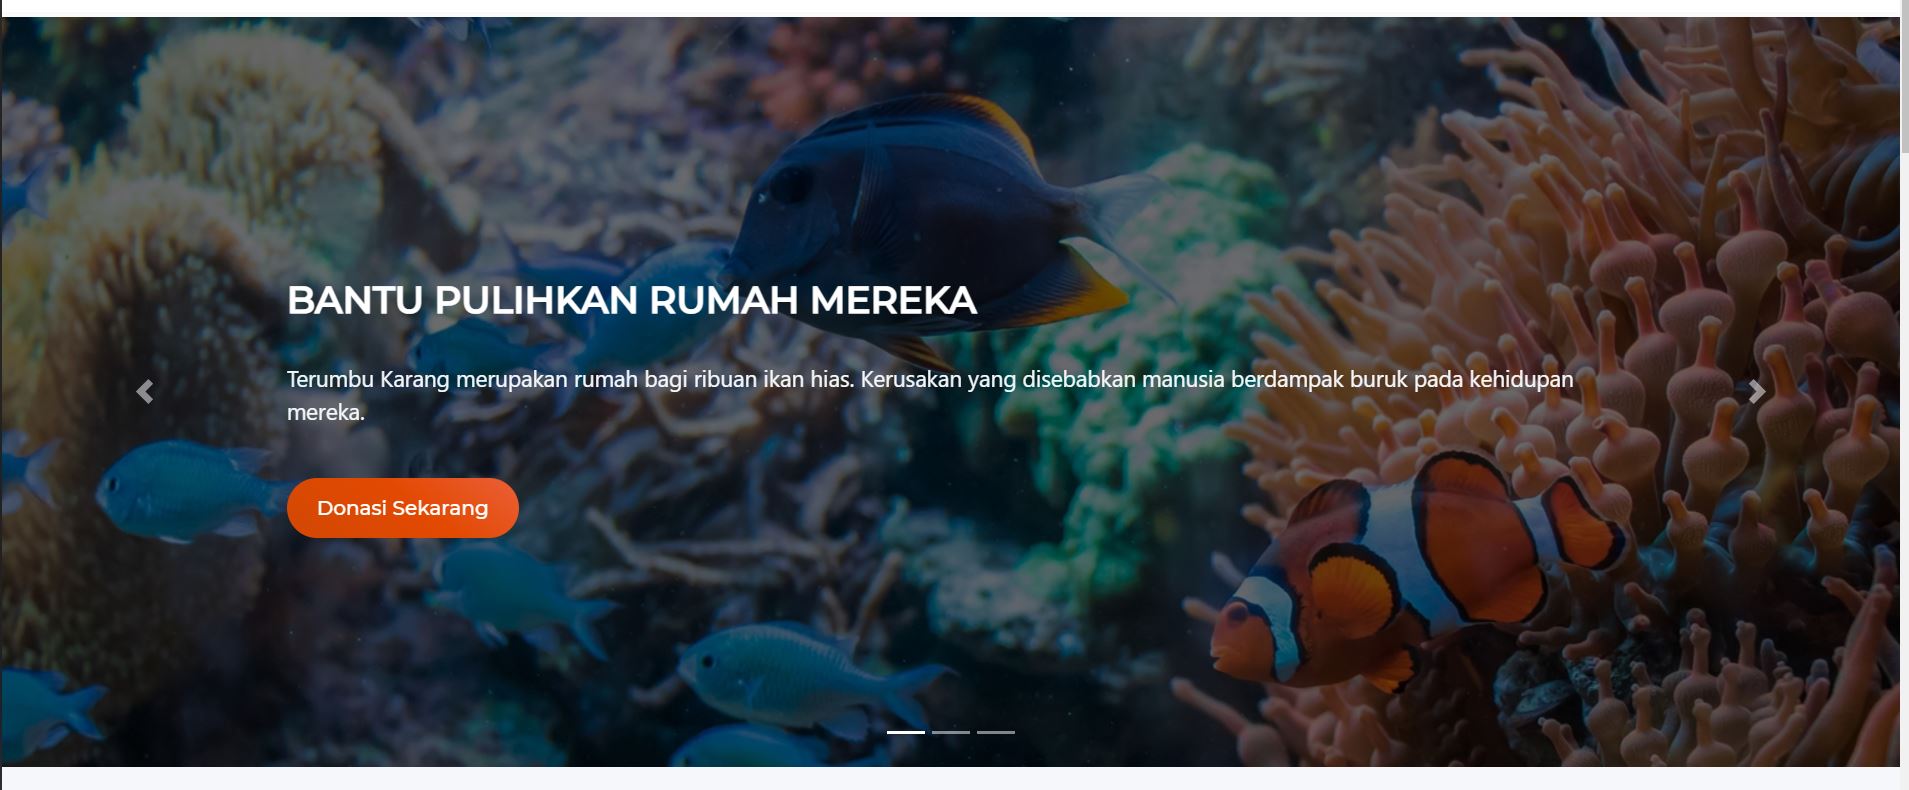 BANTU PULIHKAN RUMAH MEREKA
Terumbu Karang merupakan rumah bagi ribuan ikan hias. Kerusakan yang disebabkan manusia berdampak buruk pada kehidupan
mereka.
Donasi Sekarang